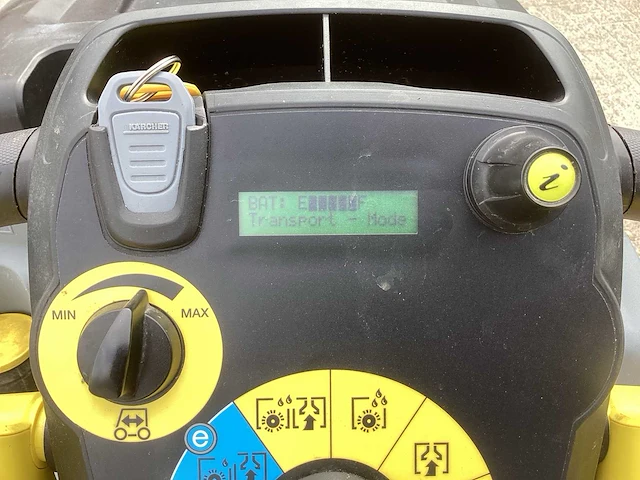 KÄRCHER
BAT: E█████F
Transport - Mode
i
MIN
MAX
e